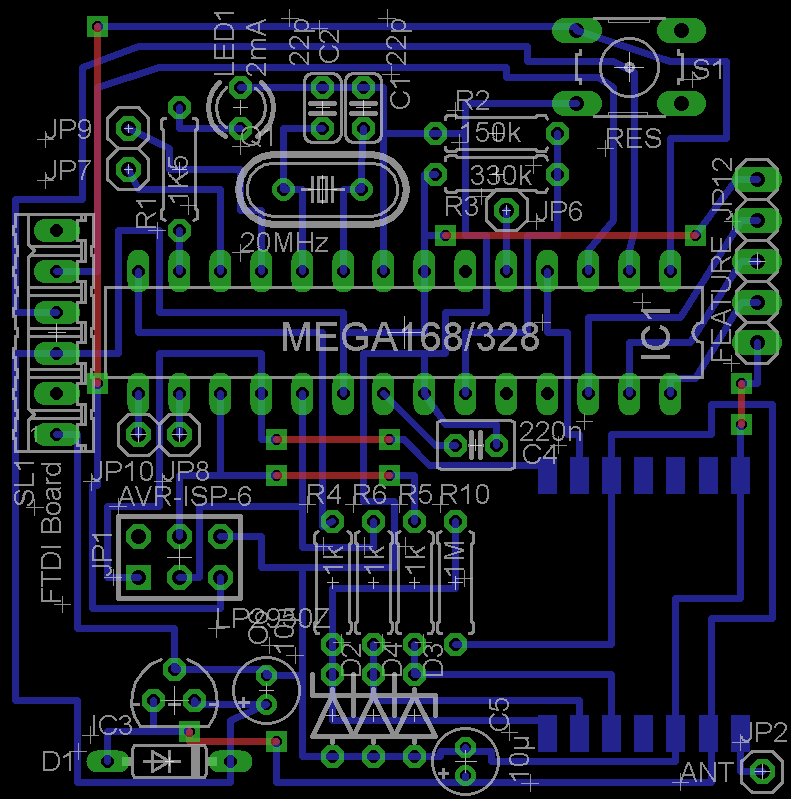 LED1
2mA
22p
C2
22p
C1
S1
RES
JP9
JP7
R1
1K5
Q1
20MHz
R2
150k
330k
R3
JP6
JP12
FEATURE
MEGA168/328
IC1
1
SL1
FTDI Board
JP10
JP8
AVR-ISP-6
JP1
220n
C4
R4
R6
R5
R10
1k
1k
1k
1M
LP2950Z
D2
D4
D3
IC3
D1
C5
10µ
JP2
ANT